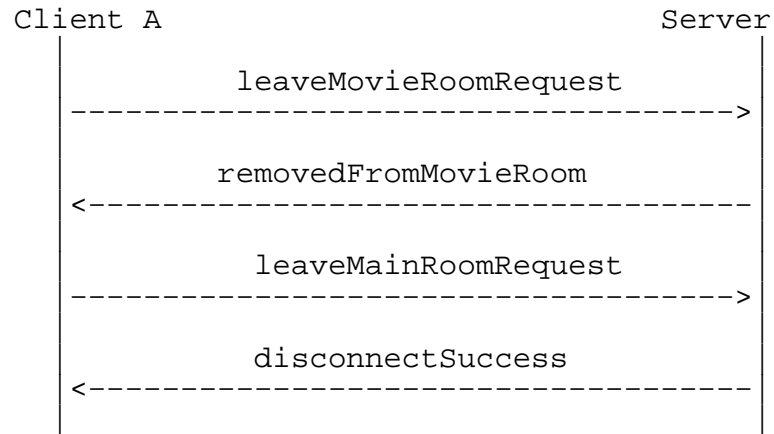 Client A Server
leaveMovieRoomRequest
removedFromMovieRoom
leaveMainRoomRequest
disconnectSuccess